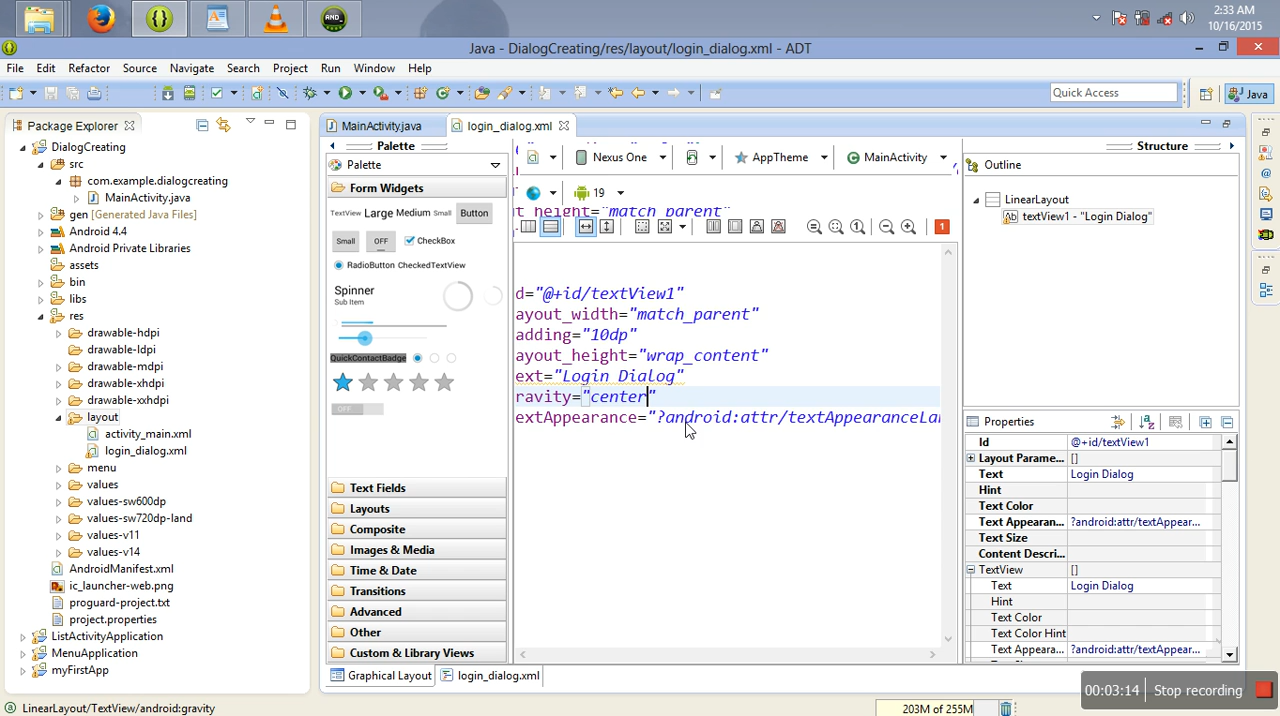 AND_
2:33 AM
10/16/2015
Java - DialogCreating/res/layout/login_dialog.xml - ADT
File Edit Refactor Source Navigate Search Project Run Window Help
Quick Access
Java
Package Explorer
DialogCreating
src
com.example.dialogcreating
MainActivity.java
gen [Generated Java Files]
Android 4.4
Android Private Libraries
assets
bin
libs
res
drawable-hdpi
drawable-ldpi
drawable-mdpi
drawable-xhdpi
drawable-xxhdpi
layout
activity_main.xml
login_dialog.xml
menu
values
values-sw600dp
values-sw720dp-land
values-v11
values-v14
AndroidManifest.xml
ic_launcher-web.png
proguard-project.txt
project.properties
ListActivityApplication
MenuApplication
myFirstApp
MainActivity.java
login_dialog.xml
Palette
Palette
Form Widgets
TextView Large Medium Small Button
Small OFF CheckBox
RadioButton CheckedTextView
Spinner
Sub Item
QuickContactBadge
OFF
Text Fields
Layouts
Composite
Images & Media
Time & Date
Transitions
Advanced
Other
Custom & Library Views
Graphical Layout
login_dialog.xml
Nexus One AppTheme MainActivity
19
ut_height="match_parent"
1
d="@+id/textView1"
ayout_width="match_parent"
adding="10dp"
ayout_height="wrap_content"
ext="Login Dialog"
ravity="center"
extAppearance="?android:attr/textAppearanceLar
Structure
Outline
LinearLayout
Ab textView1 - "Login Dialog"
Properties
Id @+id/textView1
Layout Parame... []
Text Login Dialog
Hint
Text Color
Text Appearan... ?android:attr/textAppear...
Text Size
Content Descri...
TextView []
Text Login Dialog
Hint
Text Color
Text Color Hint
Text Appeara... ?android:attr/textAppear...
LinearLayout/TextView/android:gravity
203M of 255M
00:03:14 Stop recording